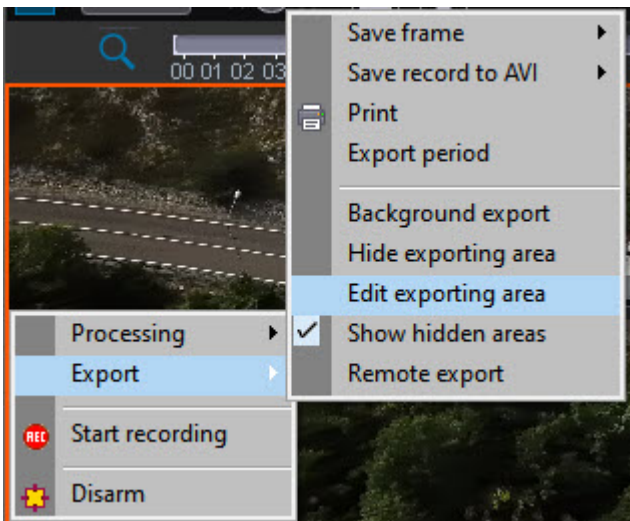 00 01 02 03
Save frame
Save record to AVI
Print
Export period
Background export
Hide exporting area
Edit exporting area
Show hidden areas
Remote export
Processing
Export
REC
Start recording
Disarm